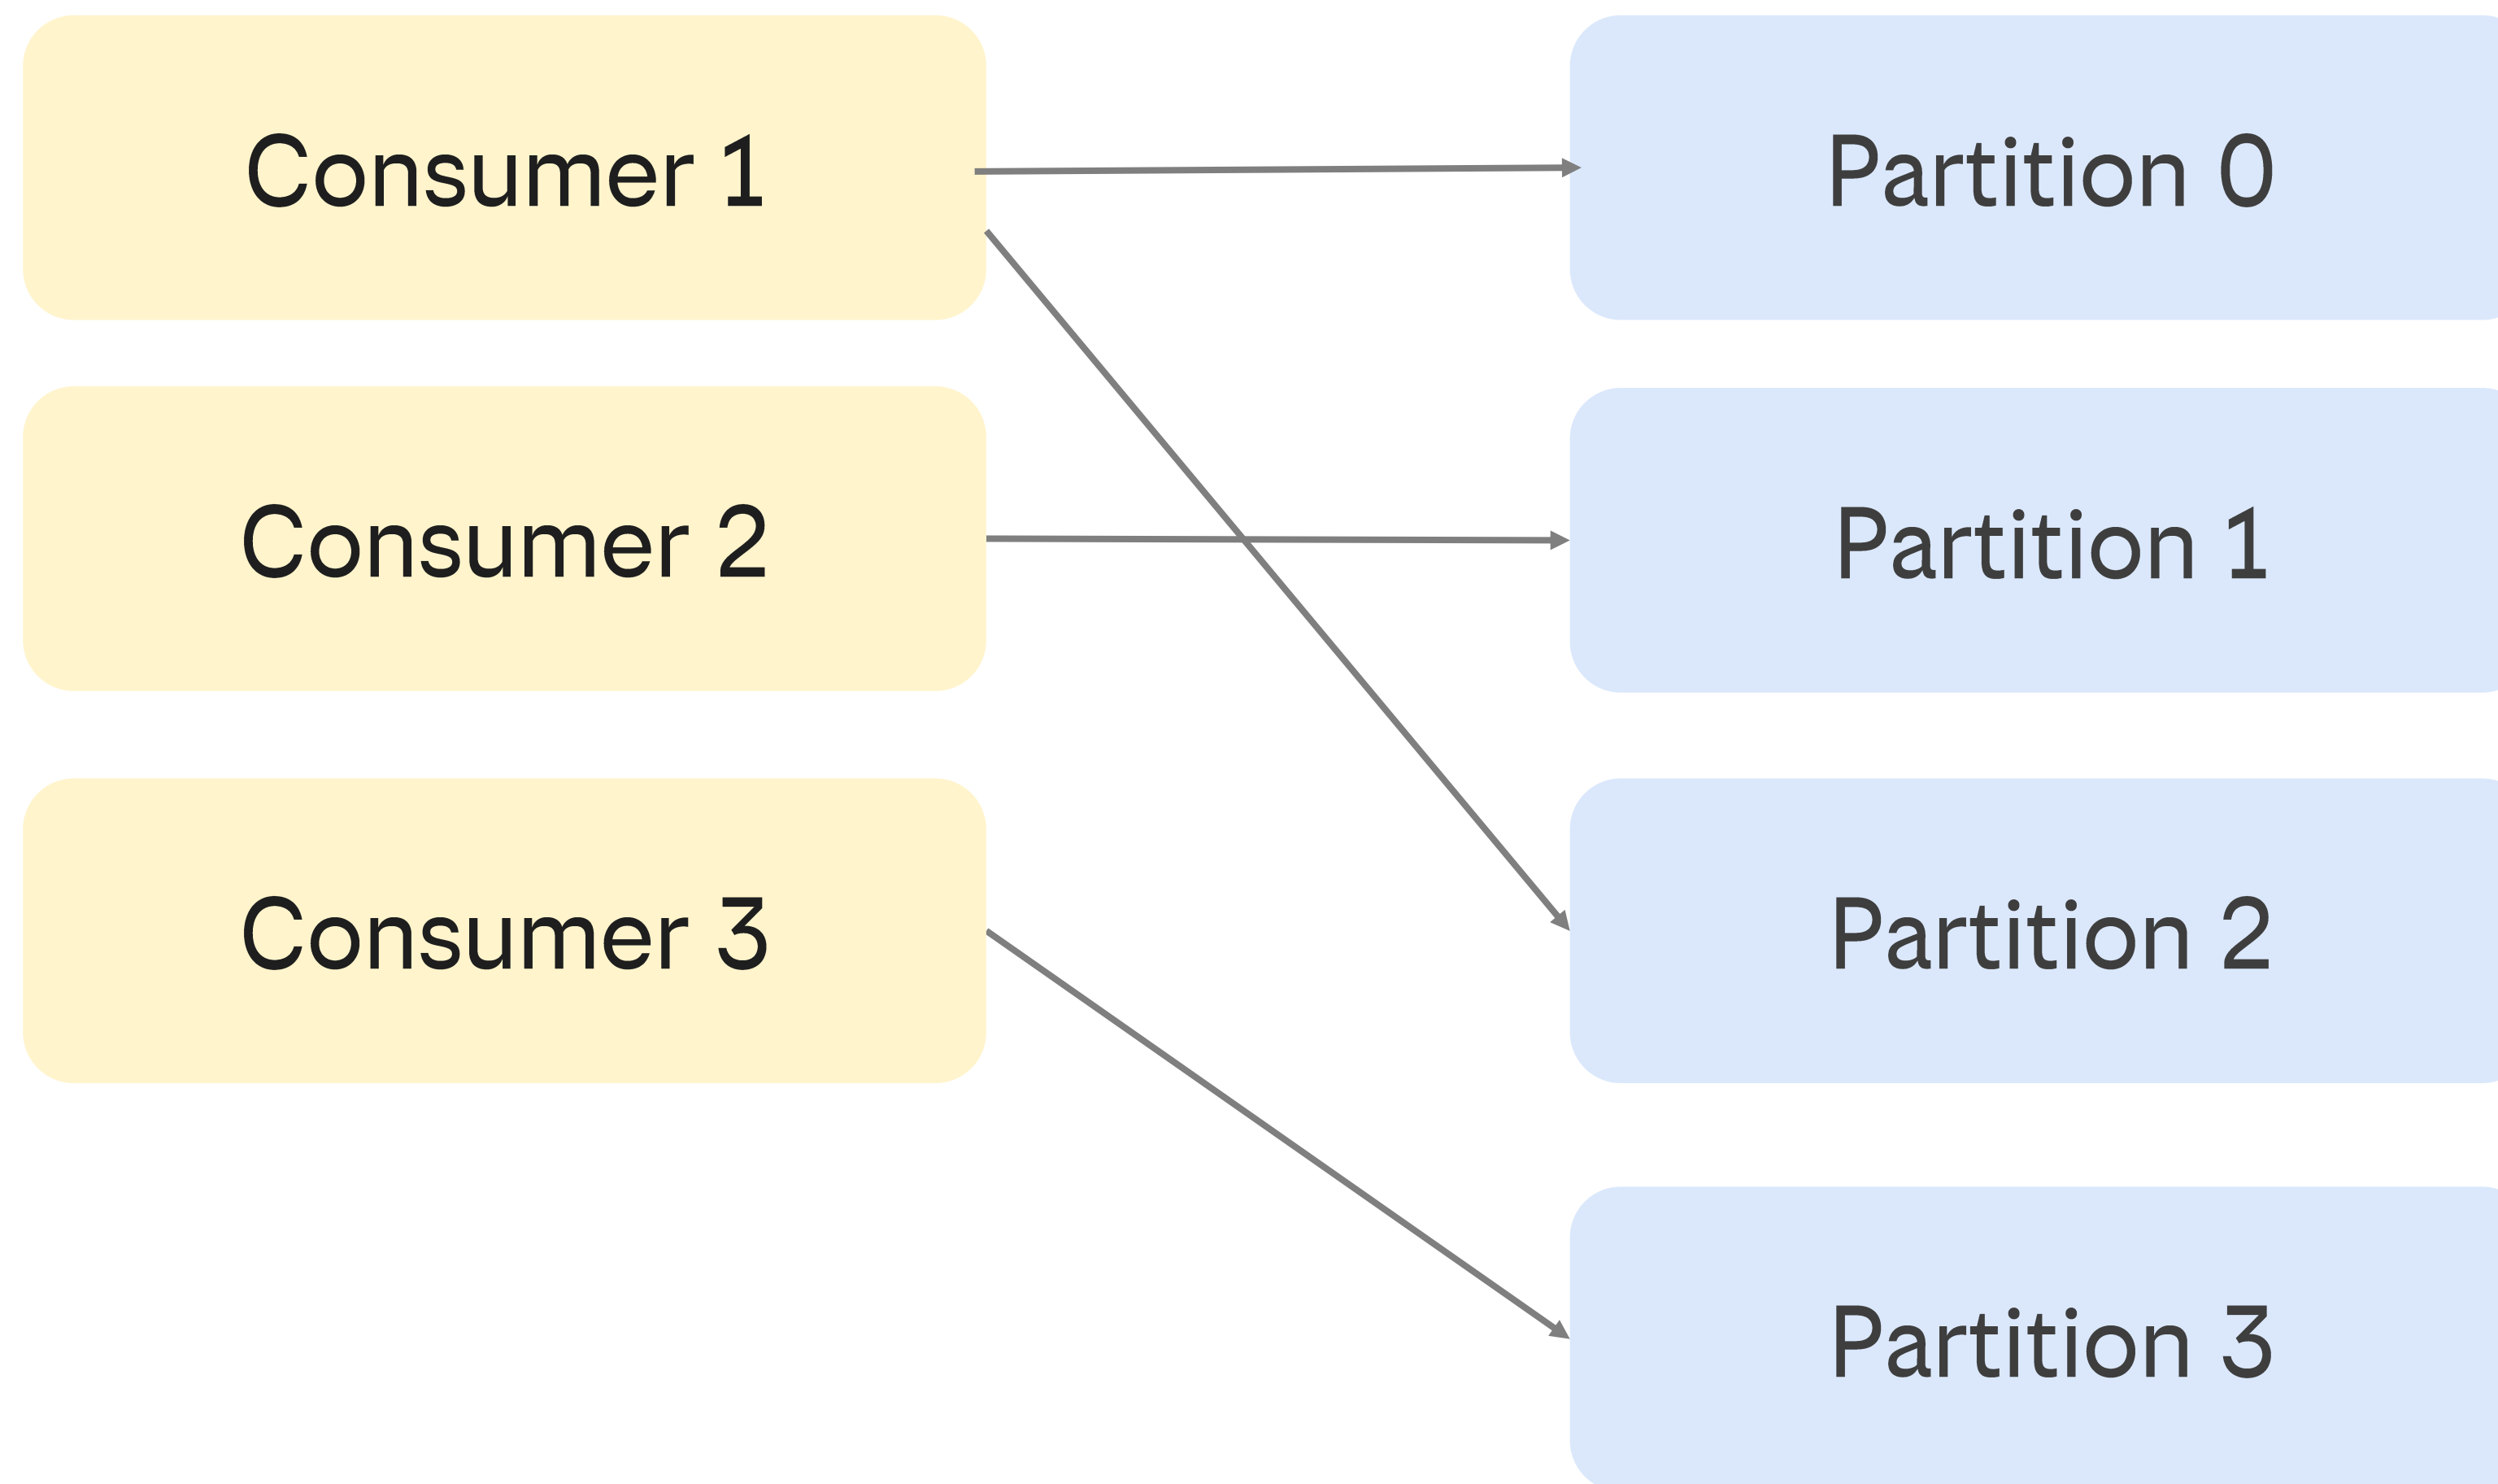 Consumer 1
Partition 0
Consumer 2
Partition 1
Consumer 3
Partition 2
Partition 3